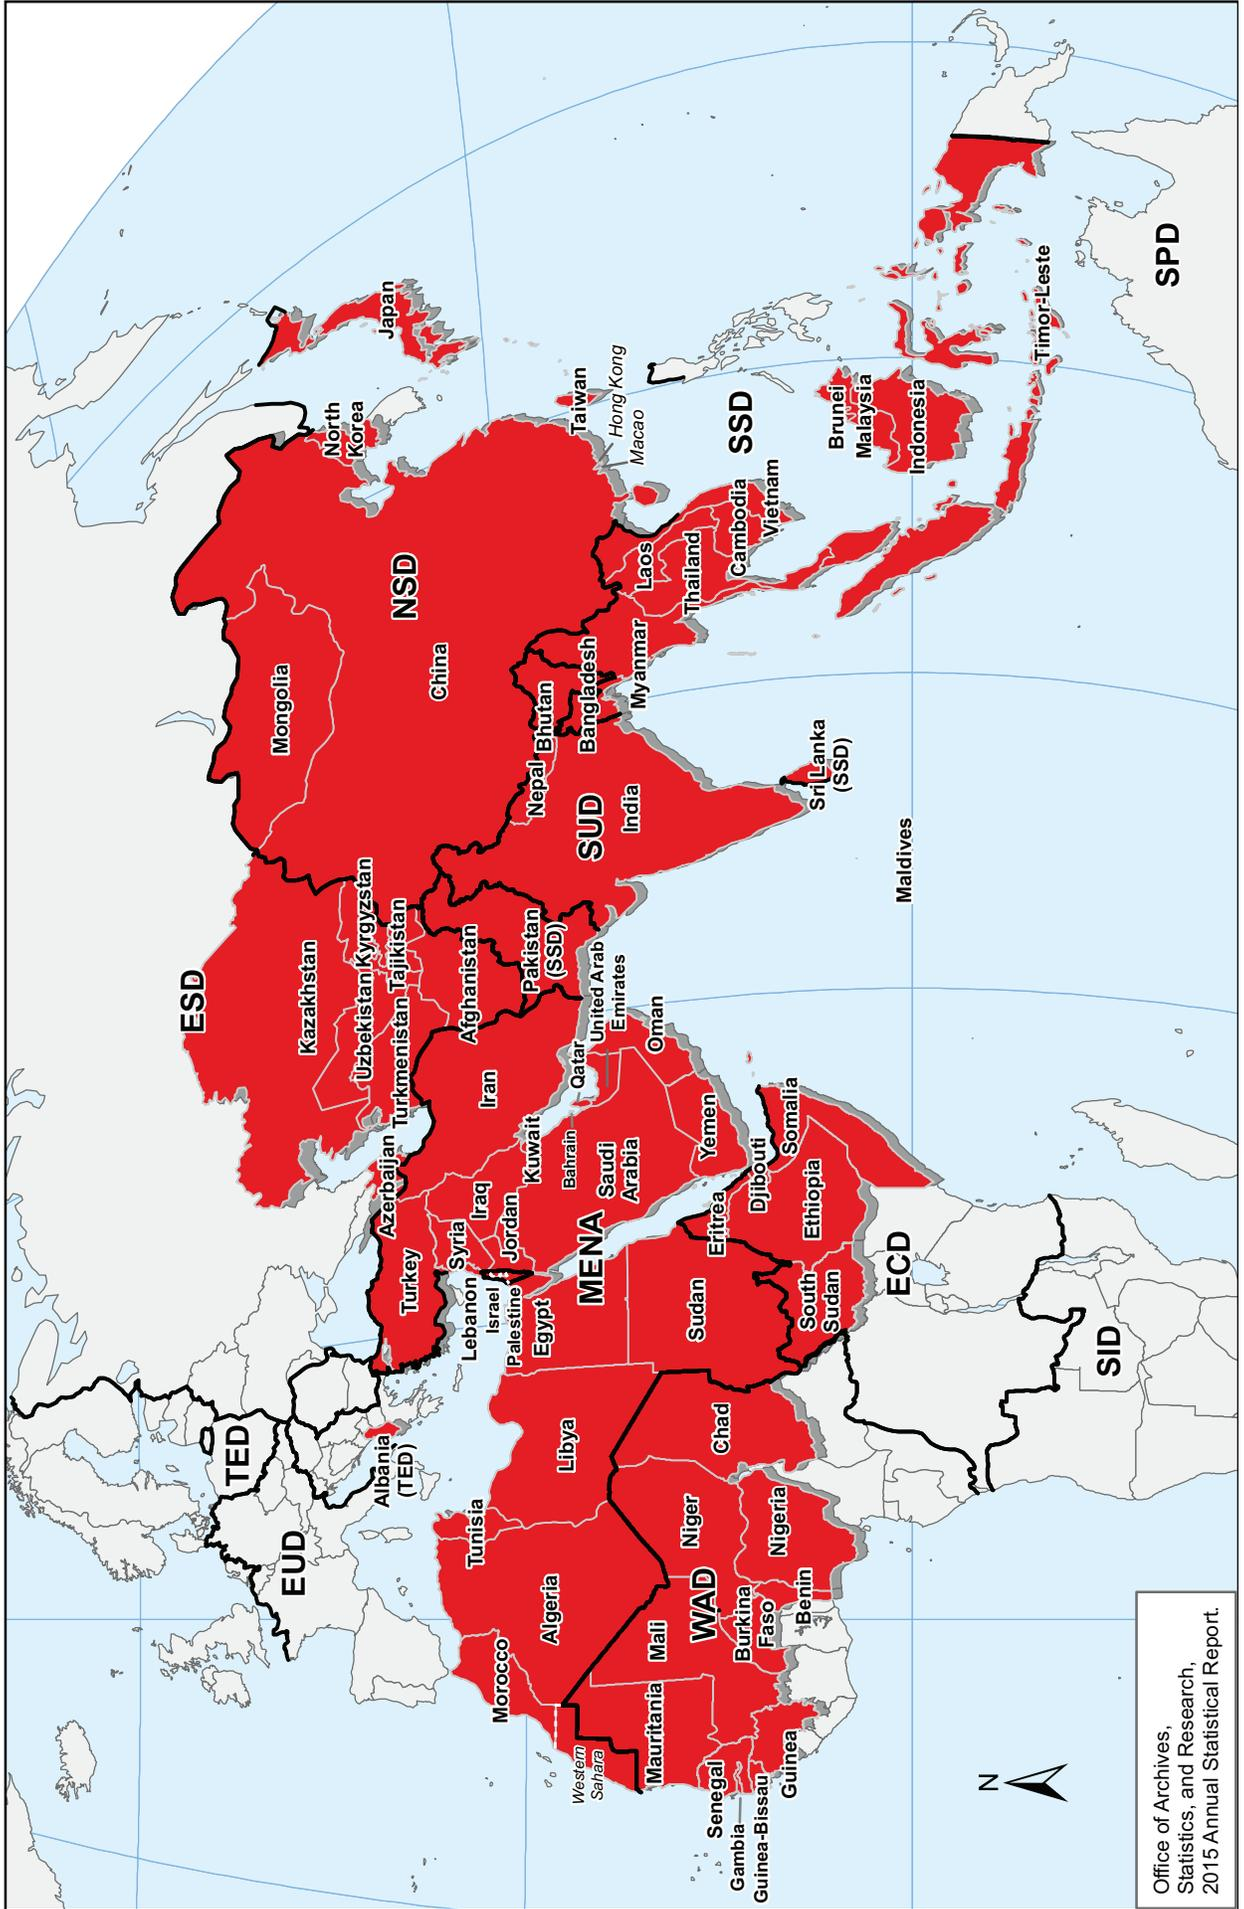 ESD
Kazakhstan
Uzbekistan
Kyrgyzstan
Turkmenistan
Tajikistan
Mongolia
North
Korea
Japan
NSD
China
TED
Albania
(TED)
EUD
Azerbaijan
Turkey
Afghanistan
Iran
Pakistan
(SSD)
Syria
Iraq
Lebanon
Israel
Palestine
Jordan
Kuwait
Egypt
Bahrain
Qatar
United Arab
Emirates
Saudi
Arabia
Oman
Yemen
MENA
Tunisia
Morocco
Algeria
Libya
Western
Sahara
Nepal
Bhutan
Bangladesh
SUD
India
Sri Lanka
(SSD)
Maldives
Myanmar
Laos
Thailand
Cambodia
Vietnam
Taiwan
Hong Kong
Macao
SSD
Brunei
Malaysia
Indonesia
Timor-Leste
SPD
Mauritania
Mali
Niger
Chad
Sudan
Eritrea
Djibouti
Somalia
Ethiopia
South
Sudan
ECD
SID
WAD
Senegal
Gambia
Guinea-Bissau
Guinea
Burkina
Faso
Benin
Nigeria
N
Office of Archives,
Statistics, and Research,
2015 Annual Statistical Report.